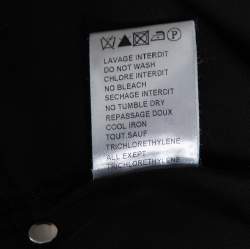 P
LAVAGE INTERDIT
DO NOT WASH
CHLORE INTERDIT
NO BLEACH
SECHAGE INTERDIT
NO TUMBLE DRY
REPASSAGE DOUX
COOL IRON
TOUT.SAUF
TRICHLORETHYLENE
ALL EXEPT
TRICHLORETHYLENE